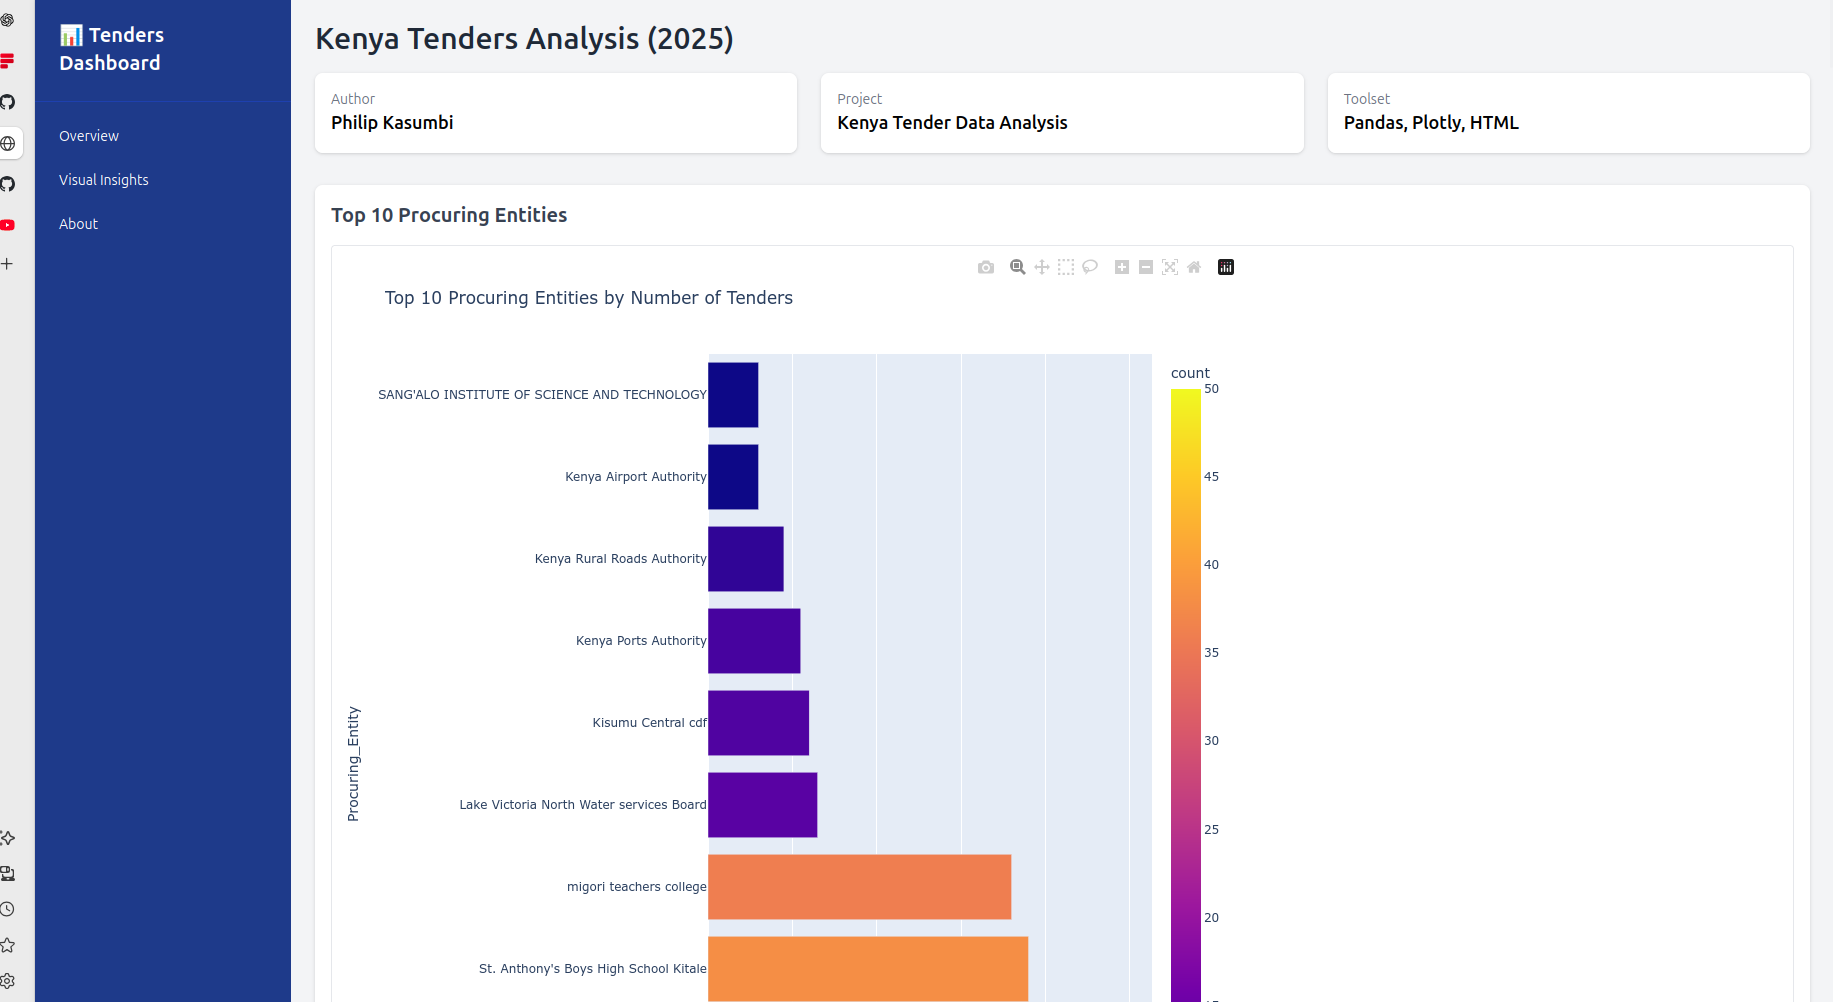 📊 Tenders
Dashboard
Overview
Visual Insights
About
Kenya Tenders Analysis (2025)
Author
Philip Kasumbi
Project
Kenya Tender Data Analysis
Toolset
Pandas, Plotly, HTML
Top 10 Procuring Entities
Top 10 Procuring Entities by Number of Tenders
SANG'ALO INSTITUTE OF SCIENCE AND TECHNOLOGY
Kenya Airport Authority
Kenya Rural Roads Authority
Kenya Ports Authority
Kisumu Central cdf
Lake Victoria North Water services Board
migori teachers college
St. Anthony's Boys High School Kitale
Procuring_Entity
count
50
45
40
35
30
25
20